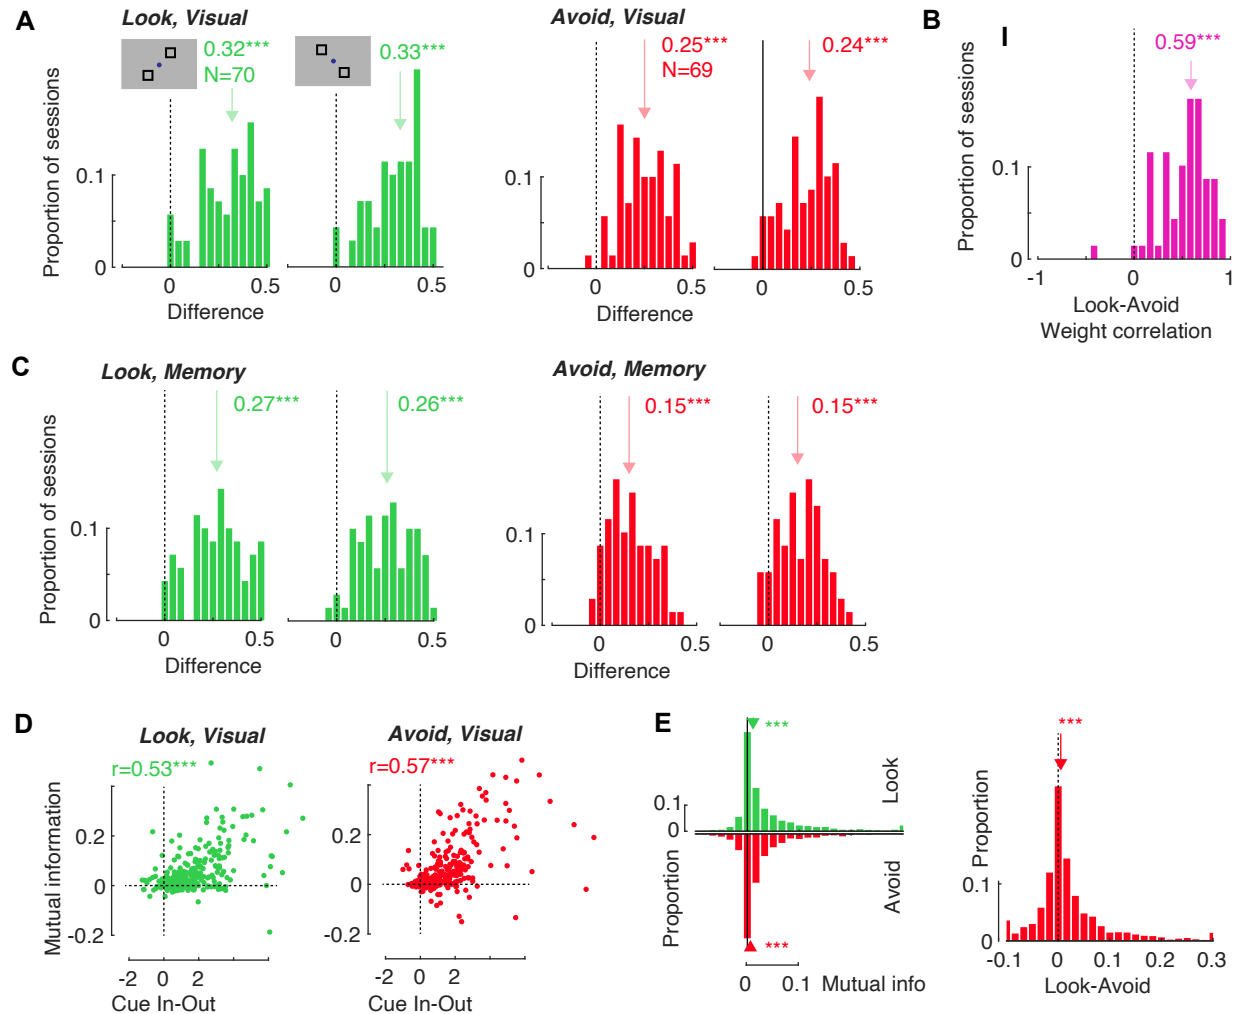 A
Look, Visual
Avoid, Visual
B
I
0.32***
N=70
0.33***
0.25***
N=69
0.24***
0.59***
Proportion of sessions
0.1
0
0
0.5
0.5
Difference
0.1
0
0
0.5
0
0.5
Difference
Proportion of sessions
0.1
0
-1
0
1
Look-Avoid
Weight correlation
C
Look, Memory
Avoid, Memory
0.27***
0.26***
0.15***
0.15***
Proportion of sessions
0.1
0
0
0.5
0
0.5
Difference
0.1
0
0
0
0.5
Difference
D
Look, Visual
Avoid, Visual
r=0.53***
r=0.57***
Mutual information
0.2
0
-0.2
-2
0
2
Cue In-Out
0.2
0
-0.2
-2
0
2
Cue In-Out
E
***
Look
0.1
0
Proportion
Avoid
***
0
0.1
Mutual info
***
Proportion
0.1
0
-0.1
0
0.1
0.2
0.3
Look-Avoid